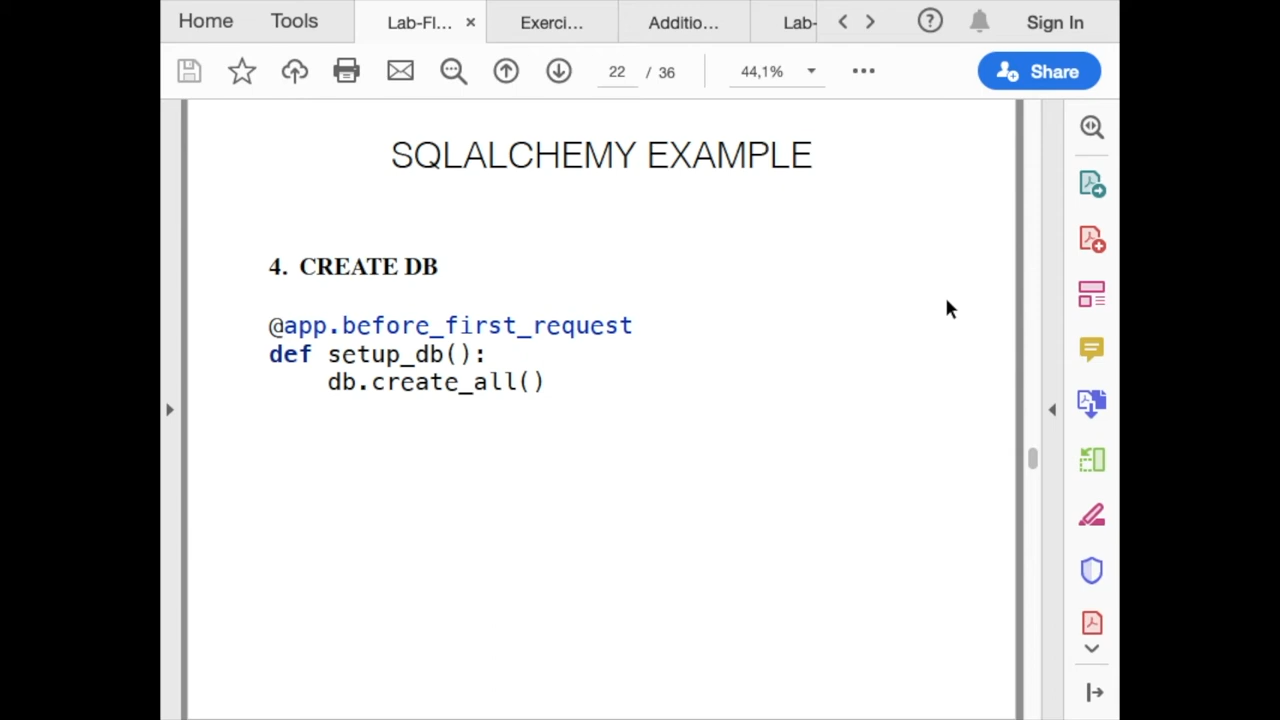 Home Tools Lab-Fl... × Exerci... Additio... Lab- Sign In
22 / 36 44,1% Share
SQLALCHEMY EXAMPLE
4. CREATE DB
@app.before_first_request
def setup_db():
    db.create_all()